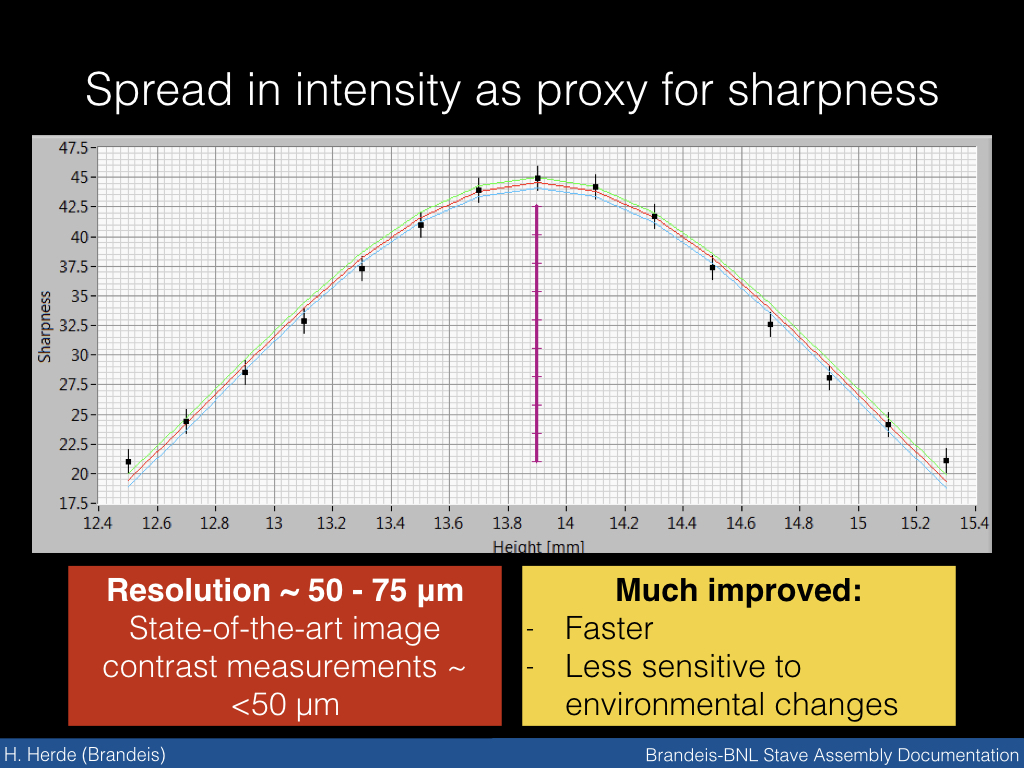 Spread in intensity as proxy for sharpness
47.5
45
42.5
40
37.5
35
32.5
30
27.5
25
22.5
20
17.5
Sharpness
12.4 12.6 12.8 13 13.2 13.4 13.6 13.8 14 14.2 14.4 14.6 14.8 15 15.2 15.4
Height [mm]
Resolution ~ 50 - 75 µm
State-of-the-art image
contrast measurements ~
<50 µm
Much improved:
- Faster
- Less sensitive to
environmental changes
H. Herde (Brandeis)
Brandeis-BNL Stave Assembly Documentation